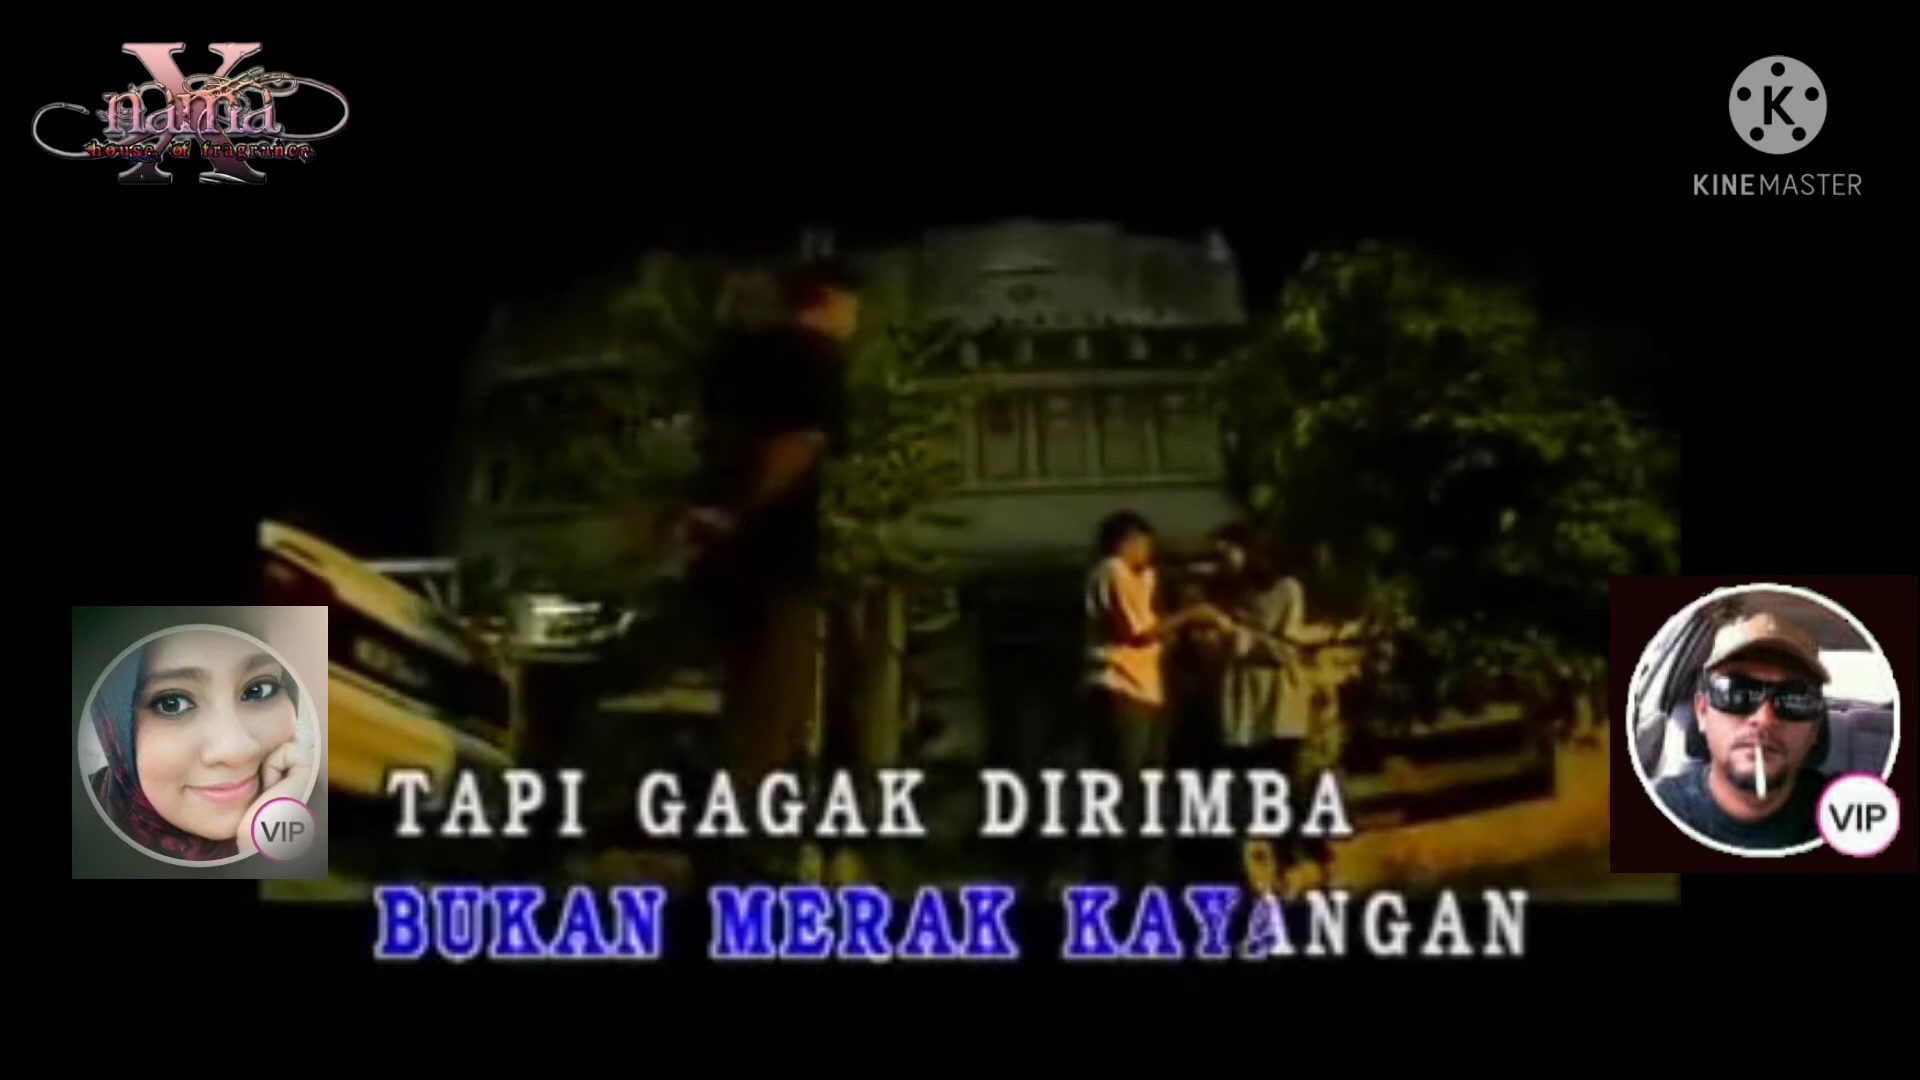 X
nama
house of fragrance
K
KINEMASTER
VIP
VIP
TAPI GAGAK DIRIMBA
BUKAN MERAK KAYANGAN